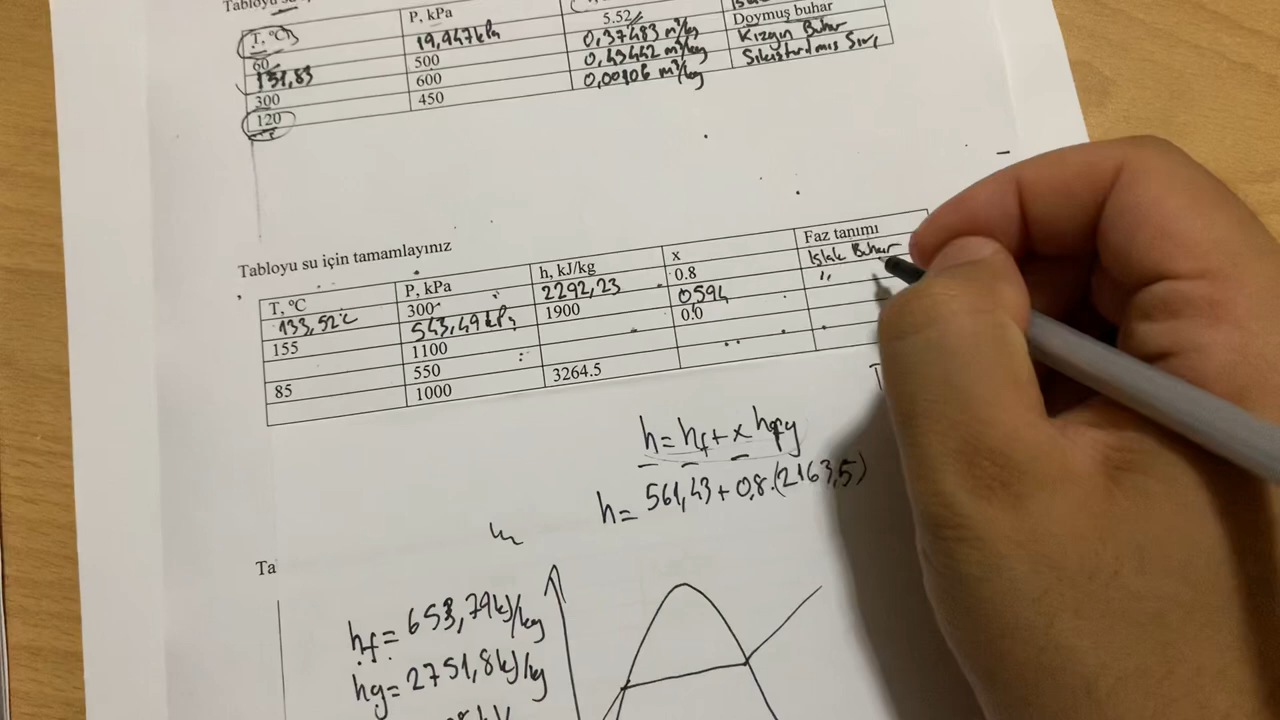 Tabloyu su
T, °C P, kPa
60 19,947kPa 5.52 Doymuş buhar
151,83 500 0,37483 m³/kg Kızgın Buhar
300 600 0,43442 m³/kg Sıkıştırılmış Sıvı
120 450 0,00106 m³/kg
Tabloyu su için tamamlayınız
T, °C P, kPa h, kJ/kg x Faz tanımı
133,52°C 300 2292,23 0.8 Islak Buhar
155 543,49 kPa 1900 0,594 "
1100 0.0
85 550
1000 3264.5
h = hf + x hfg
h = 561,43 + 0,8.(2163,5)
Ta
hf = 653,79 kJ/kg
hg = 2751,8 kJ/kg